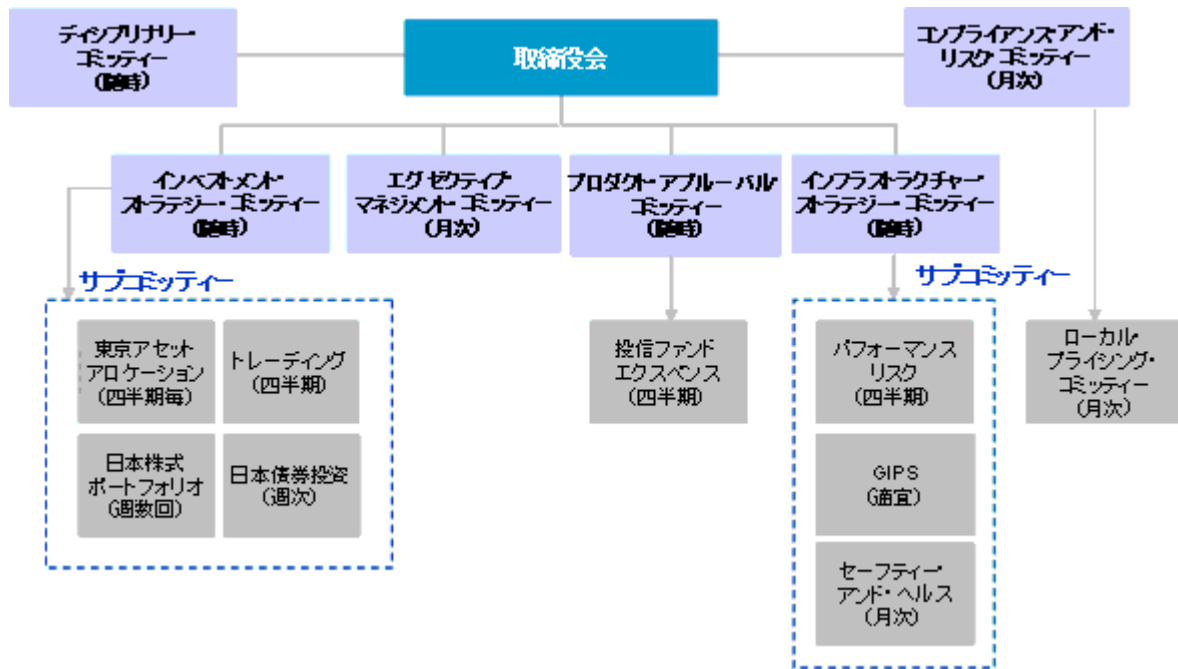 ディシプリナリー・
コミッティー
(随時)
取締役会
コンプライアンス・アンド・
リスク コミッティー
(月次)
インベストメント・
ストラテジー・コミッティー
(随時)
エグゼクティブ
マネジメント・コミッティー
(月次)
プロダクト・アプルーバル・
コミッティー
(随時)
インフラストラクチャー・
ストラテジー・コミッティー
(随時)
サブコミッティー
サブコミッティー
東京アセット
アロケーション
(四半期毎)
トレーディング
(四半期)
日本株式
ポートフォリオ
(週数回)
日本債券投資
(週次)
投信ファンド
エクスペンス
(四半期)
パフォーマンス
リスク
(四半期)
GIPS
(適宜)
セーフティー・
アンド・ヘルス
(月次)
ローカル・
プライシング・
コミッティー
(月次)